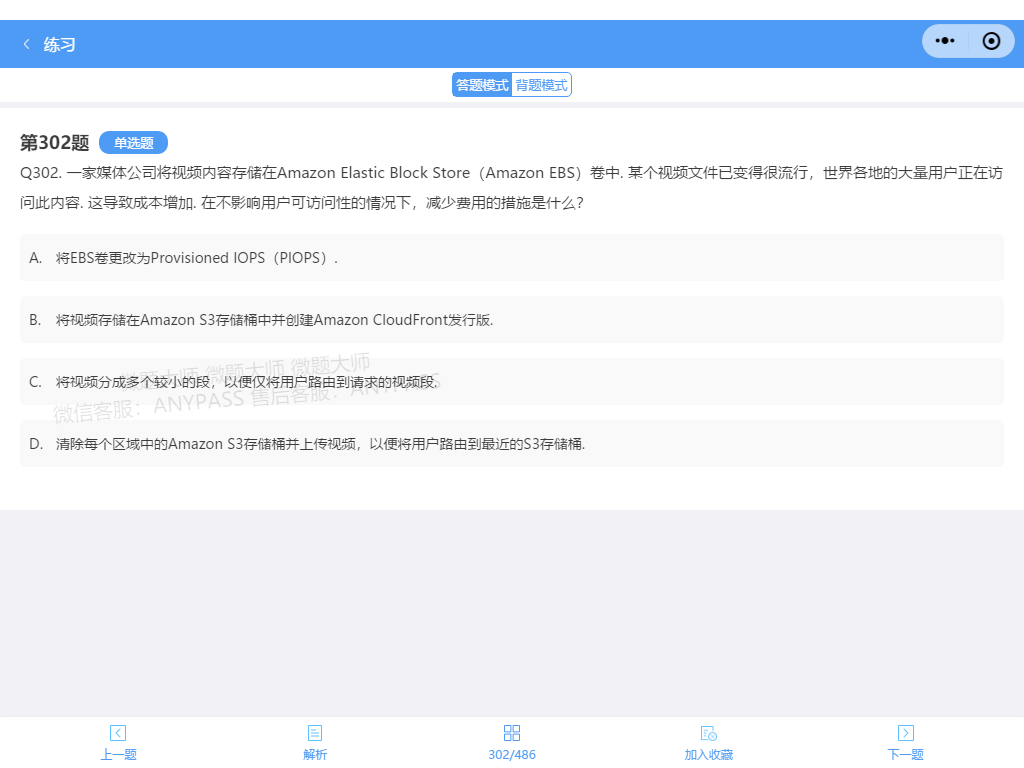 练习
答题模式 背题模式
第302题 单选题
Q302. 一家媒体公司将视频内容存储在Amazon Elastic Block Store（Amazon EBS）卷中. 某个视频文件已变得很流行，世界各地的大量用户正在访
问此内容. 这导致成本增加. 在不影响用户可访问性的情况下，减少费用的措施是什么?
A. 将EBS卷更改为Provisioned IOPS（PIOPS）.
B. 将视频存储在Amazon S3存储桶中并创建Amazon CloudFront发行版.
微题大师 微题大师 微题大师
C. 将视频分成多个较小的段，以便仅将用户路由到请求的视频段.
微信客服：ANYPASS 售后客服：ANYPASS
D. 清除每个区域中的Amazon S3存储桶并上传视频，以便将用户路由到最近的S3存储桶.
上一题 解析 302/486 加入收藏 下一题